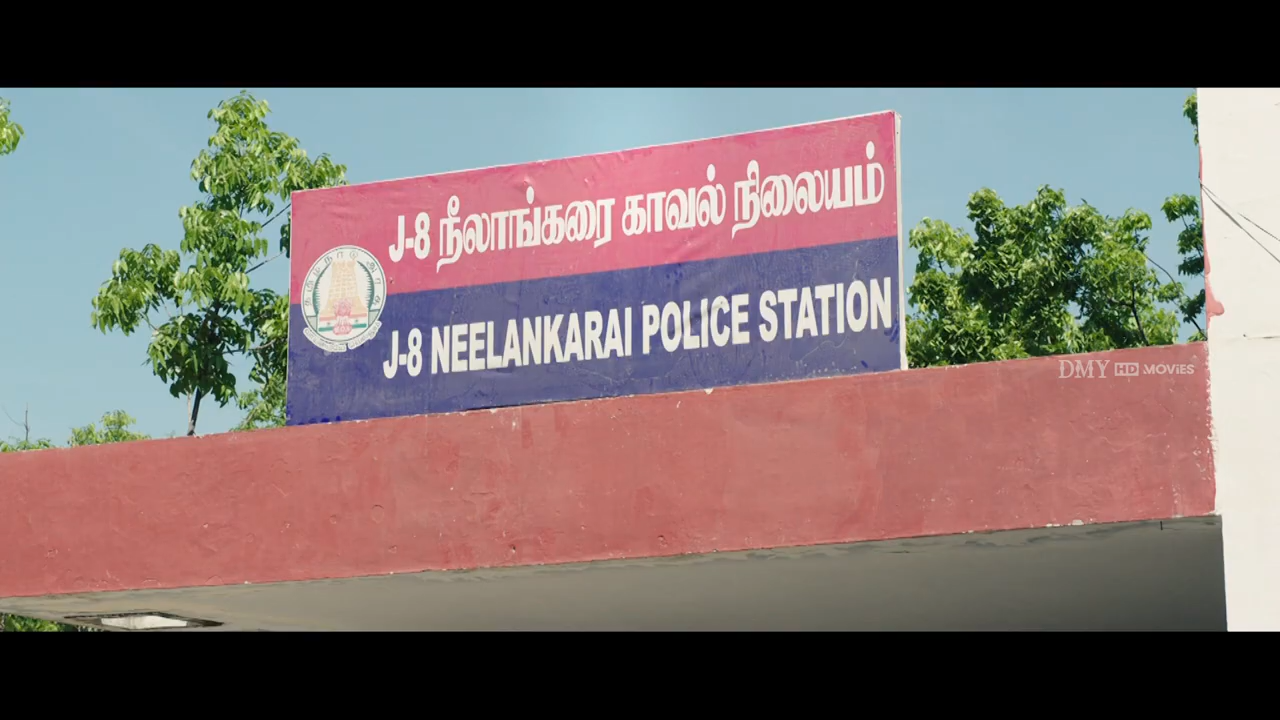 J-8 நீலாங்கரை காவல் நிலையம்
J-8 NEELANKARAI POLICE STATION
DMY HD MOVIES